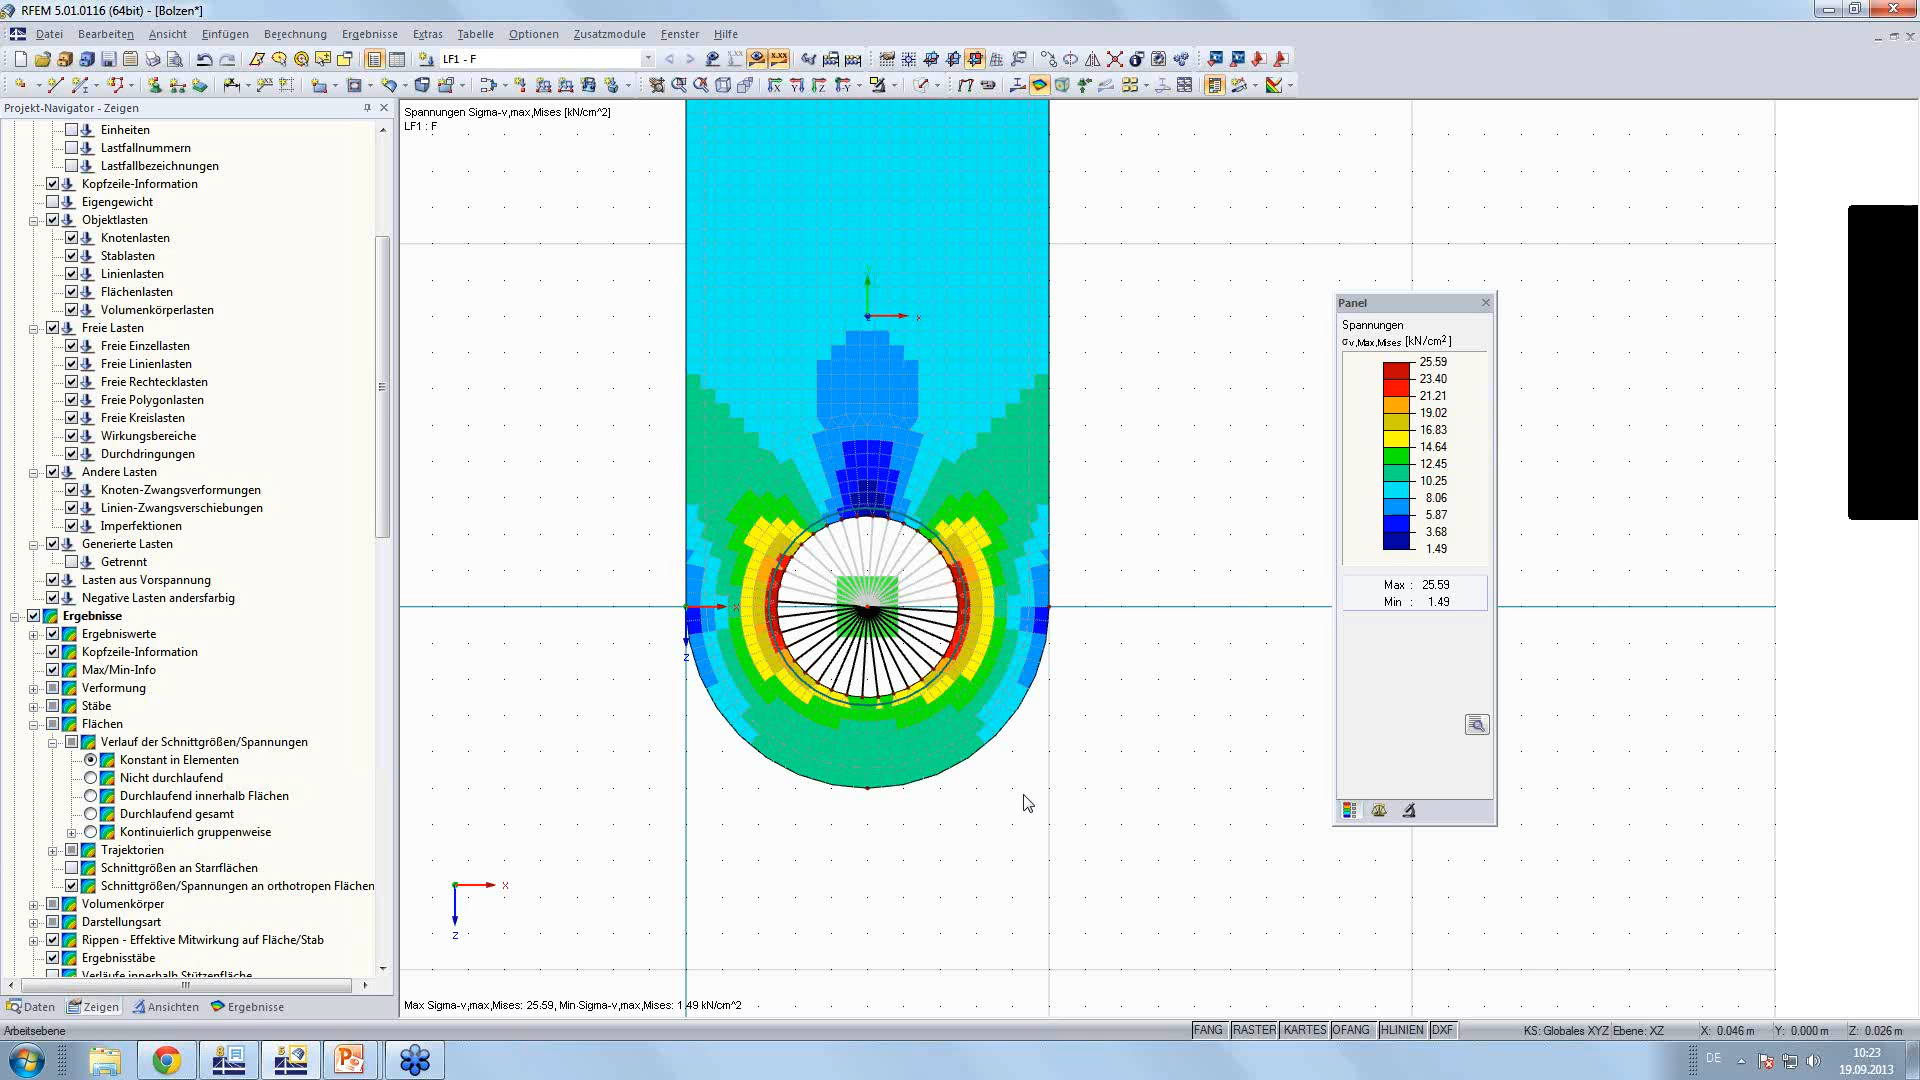 RFEM 5.01.0116 (64bit) - [Bolzen*]
Datei Bearbeiten Ansicht Einfügen Berechnung Ergebnisse Extras Tabelle Optionen Zusatzmodule Fenster Hilfe
LF1 - F
Projekt-Navigator - Zeigen
Einheiten
Lastfallnummern
Lastfallbezeichnungen
Kopfzeile-Information
Eigengewicht
Objektlasten
Knotenlasten
Stablasten
Linienlasten
Flächenlasten
Volumenkörperlasten
Freie Lasten
Freie Einzellasten
Freie Linienlasten
Freie Rechtecklasten
Freie Polygonlasten
Freie Kreislasten
Wirkungsbereiche
Durchdringungen
Andere Lasten
Knoten-Zwangsverformungen
Linien-Zwangsverschiebungen
Imperfektionen
Generierte Lasten
Getrennt
Lasten aus Vorspannung
Negative Lasten andersfarbig
Ergebnisse
Ergebniswerte
Kopfzeile-Information
Max/Min-Info
Verformung
Stäbe
Flächen
Verlauf der Schnittgrößen/Spannungen
Konstant in Elementen
Nicht durchlaufend
Durchlaufend innerhalb Flächen
Durchlaufend gesamt
Kontinuierlich gruppenweise
Trajektorien
Schnittgrößen an Starrflächen
Schnittgrößen/Spannungen an orthotropen Flächen
Volumenkörper
Darstellungsart
Rippen - Effektive Mitwirkung auf Fläche/Stab
Ergebnisstäbe
Verläufe innerhalb Stützenfläche
Daten Zeigen Ansichten Ergebnisse
Spannungen Sigma-v,max,Mises [kN/cm^2]
LF1 : F
x
x
z
x
z
Panel
Spannungen
σv,Max,Mises [kN/cm²]
25.59
23.40
21.21
19.02
16.83
14.64
12.45
10.25
8.06
5.87
3.68
1.49
Max : 25.59
Min : 1.49
Max Sigma-v,max,Mises: 25.59, Min Sigma-v,max,Mises: 1.49 kN/cm^2
Arbeitsebene
FANG RASTER KARTES OFANG HLINIEN DXF
KS: Globales XYZ Ebene: XZ X: 0.046 m Y: 0.000 m Z: 0.026 m
DE
10:23
19.09.2013